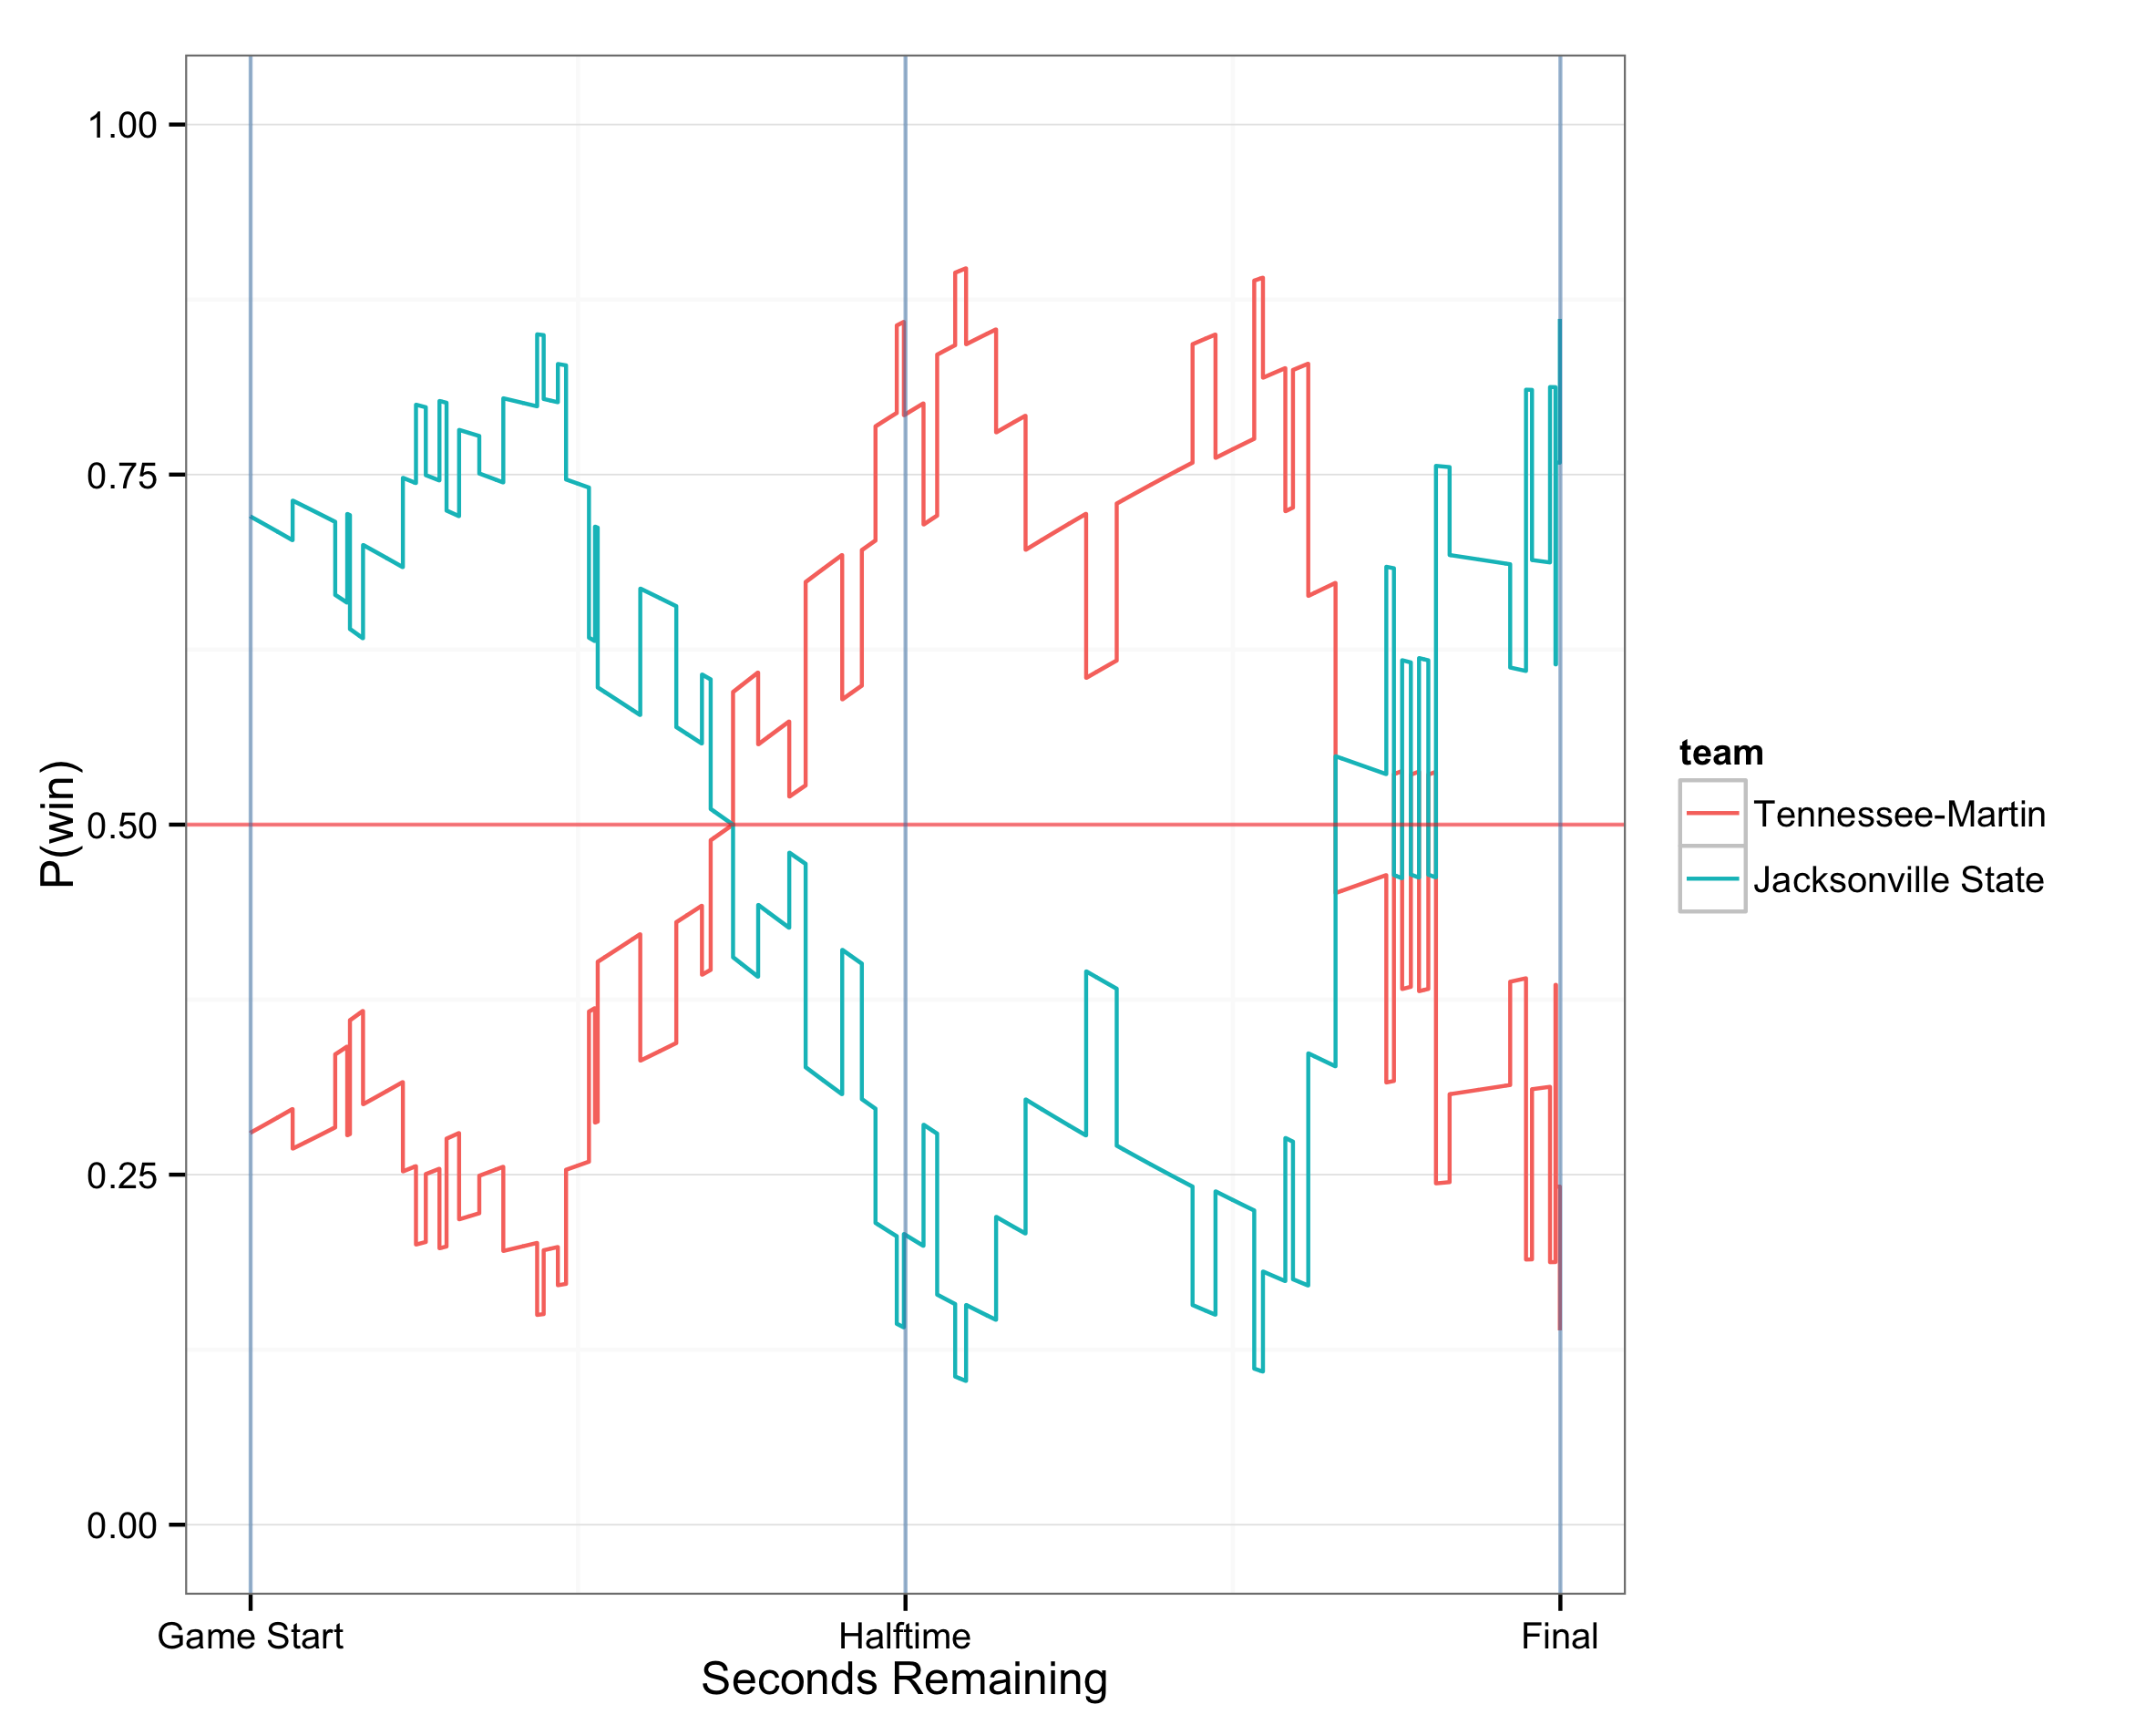 1.00
0.75
0.50
0.25
0.00
P(win)
Game Start
Halftime
Final
Seconds Remaining
team
Tennessee-Martin
Jacksonville State